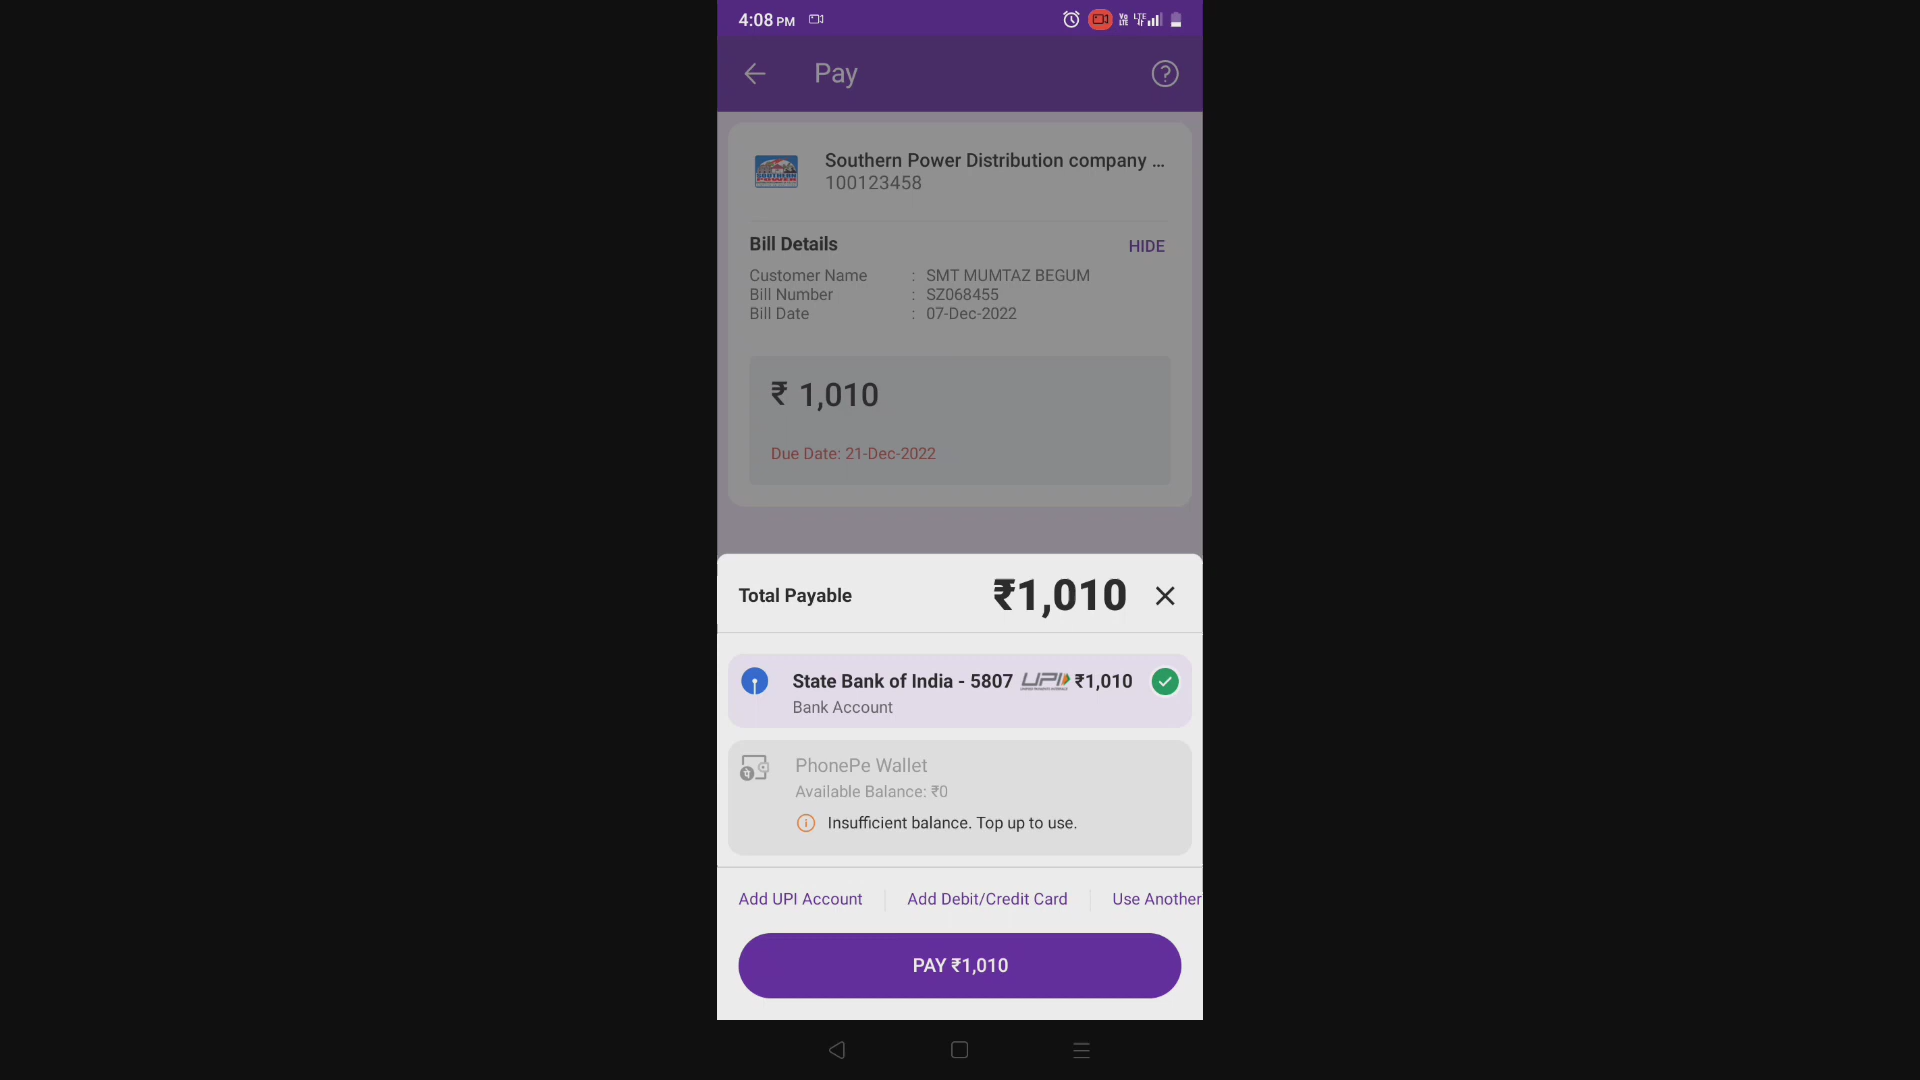 4:08 PM
Pay
Southern Power Distribution company ...
100123458
SOUTHERN
POWER
Bill Details
HIDE
Customer Name : SMT MUMTAZ BEGUM
Bill Number : SZ068455
Bill Date : 07-Dec-2022
₹ 1,010
Due Date: 21-Dec-2022
Total Payable ₹1,010
State Bank of India - 5807 UPI ₹1,010
Bank Account
PhonePe Wallet
Available Balance: ₹0
Insufficient balance. Top up to use.
Add UPI Account
Add Debit/Credit Card
Use Another
PAY ₹1,010